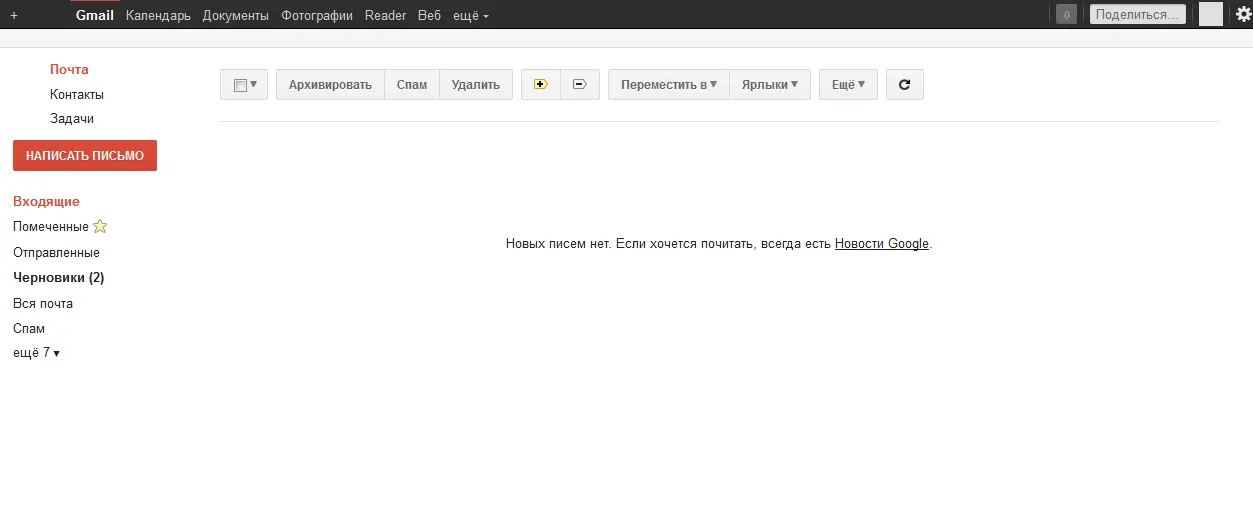 + Gmail Календарь Документы Фотографии Reader Веб ещё 0 Поделиться...
Почта
Контакты
Задачи
Архивировать Спам Удалить Переместить в Ярлыки Ещё
НАПИСАТЬ ПИСЬМО
Входящие
Помеченные
Отправленные
Черновики (2)
Вся почта
Спам
ещё 7
Новых писем нет. Если хочется почитать, всегда есть Новости Google.